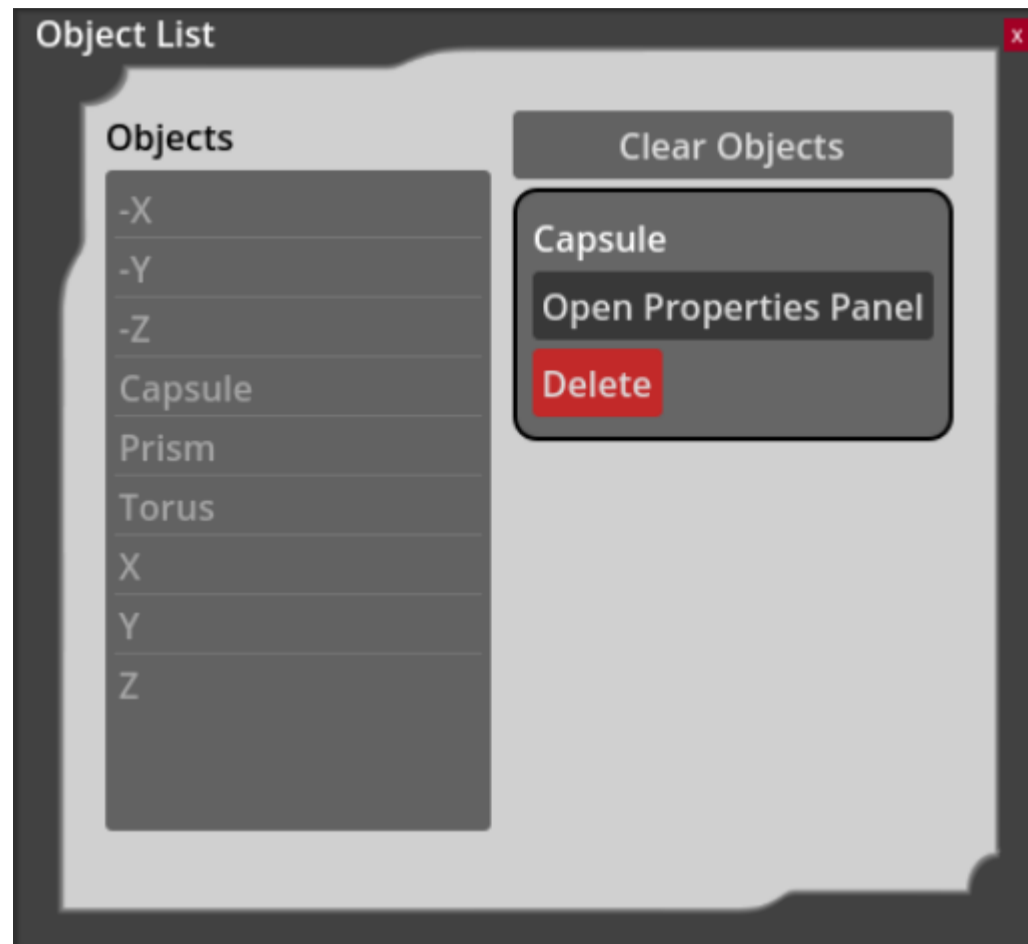 Object List
x
Objects
-X
-Y
-Z
Capsule
Prism
Torus
X
Y
Z
Clear Objects
Capsule
Open Properties Panel
Delete